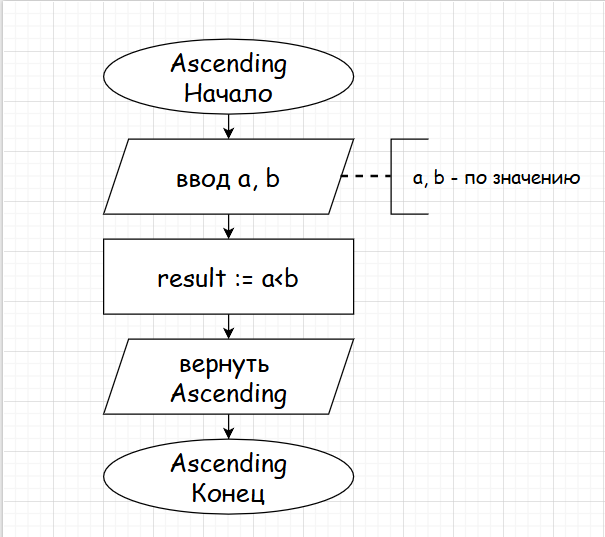 Ascending
Начало
ввод a, b
a, b - по значению
result := a<b
вернуть
Ascending
Ascending
Конец